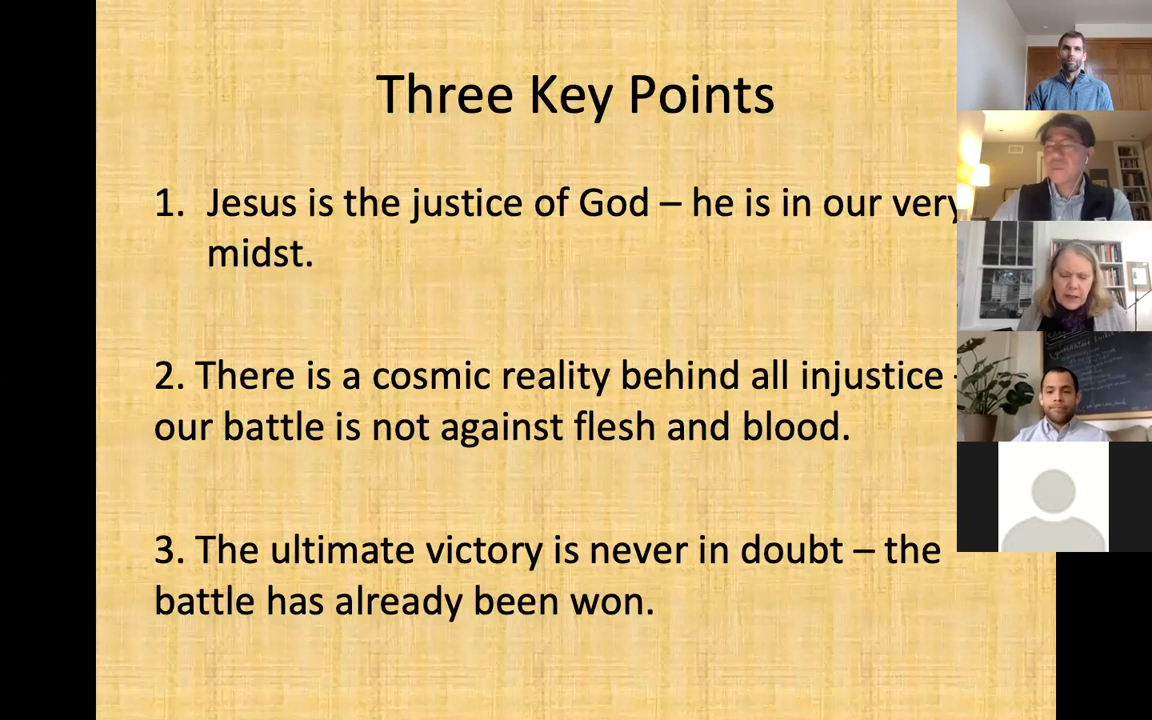 Three Key Points
1. Jesus is the justice of God – he is in our very
midst.
2. There is a cosmic reality behind all injustice
our battle is not against flesh and blood.
3. The ultimate victory is never in doubt – the
battle has already been won.